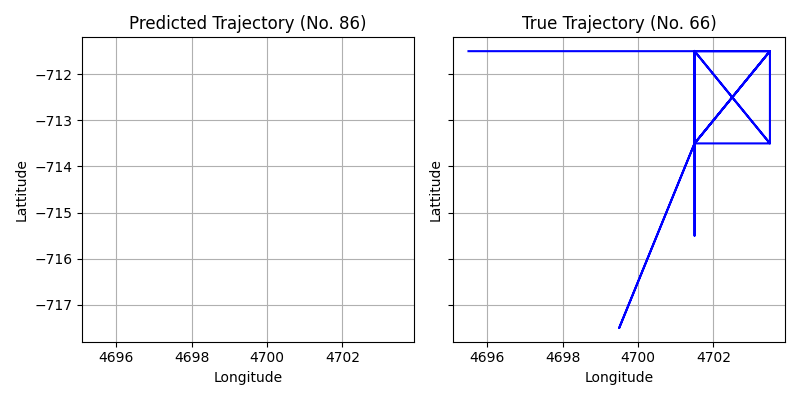 Predicted Trajectory (No. 86)
True Trajectory (No. 66)
−712
−713
−714
−715
−716
−717
Lattitude
Lattitude
4696
4698
4700
4702
4696
4698
4700
4702
Longitude
Longitude